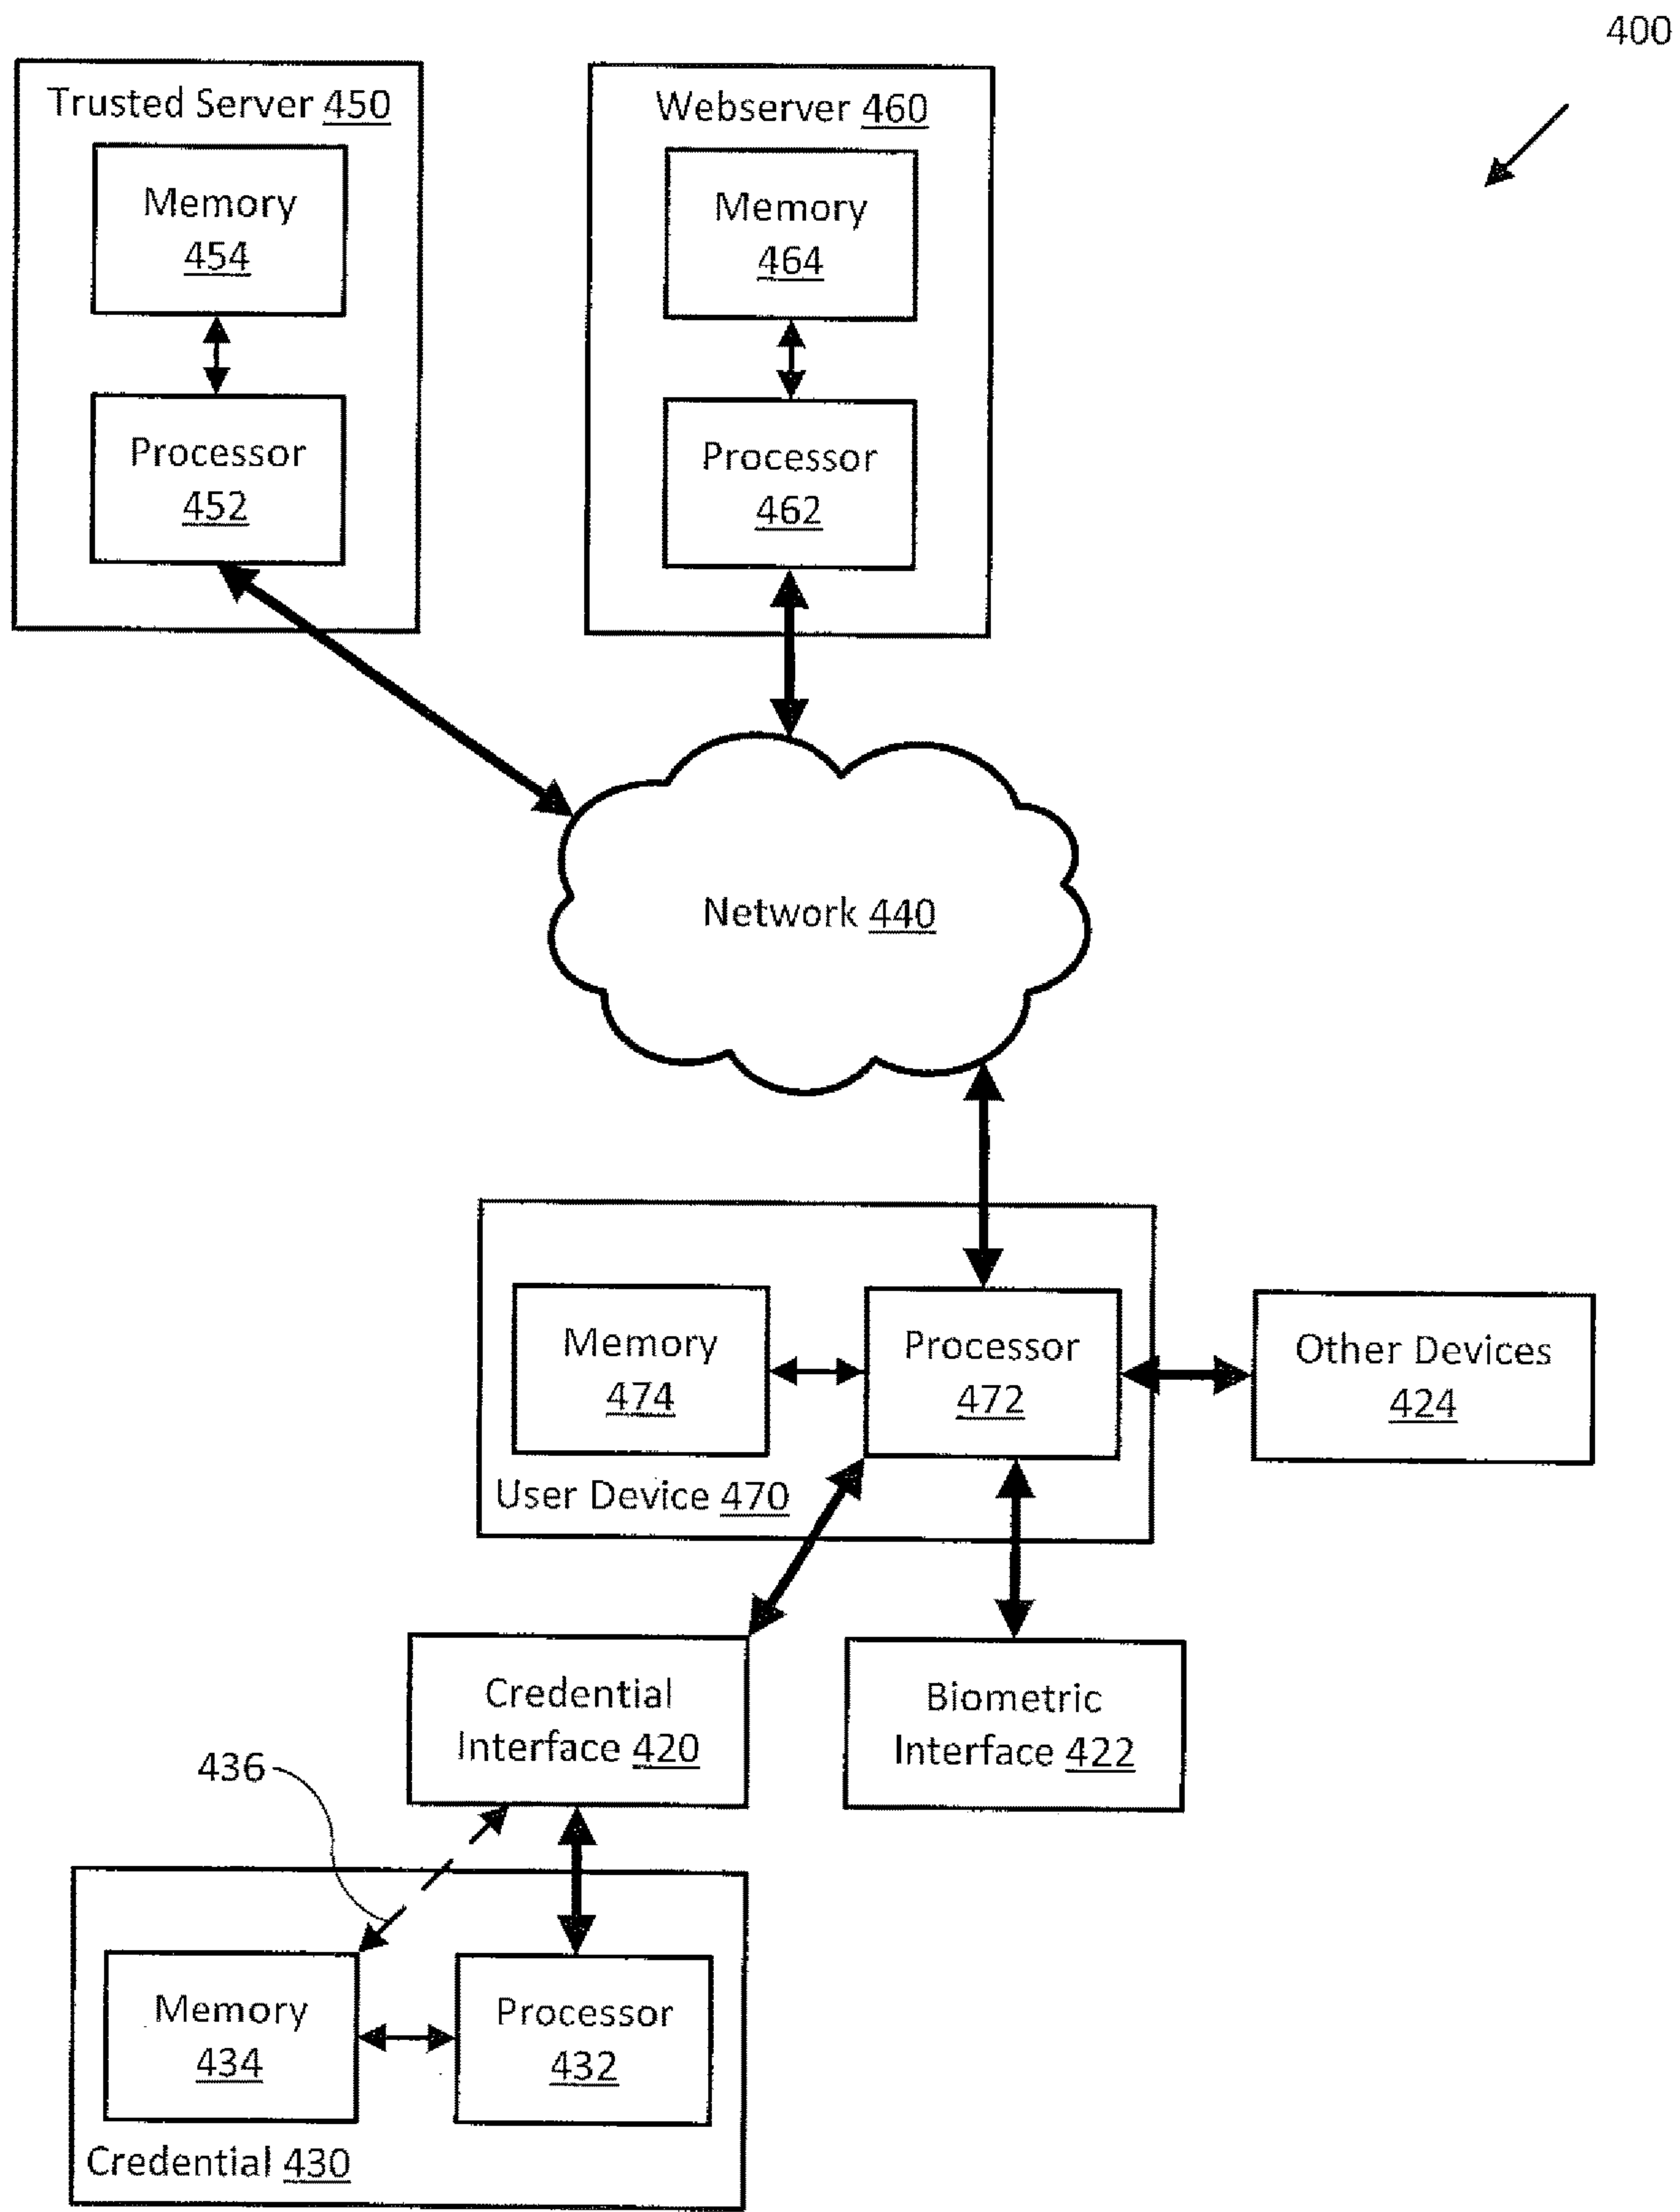 400
Trusted Server 450
Memory
454
Processor
452
Webserver 460
Memory
464
Processor
462
Network 440
Memory
474
Processor
472
User Device 470
Other Devices
424
Credential
Interface 420
Biometric
Interface 422
436
Memory
434
Processor
432
Credential 430